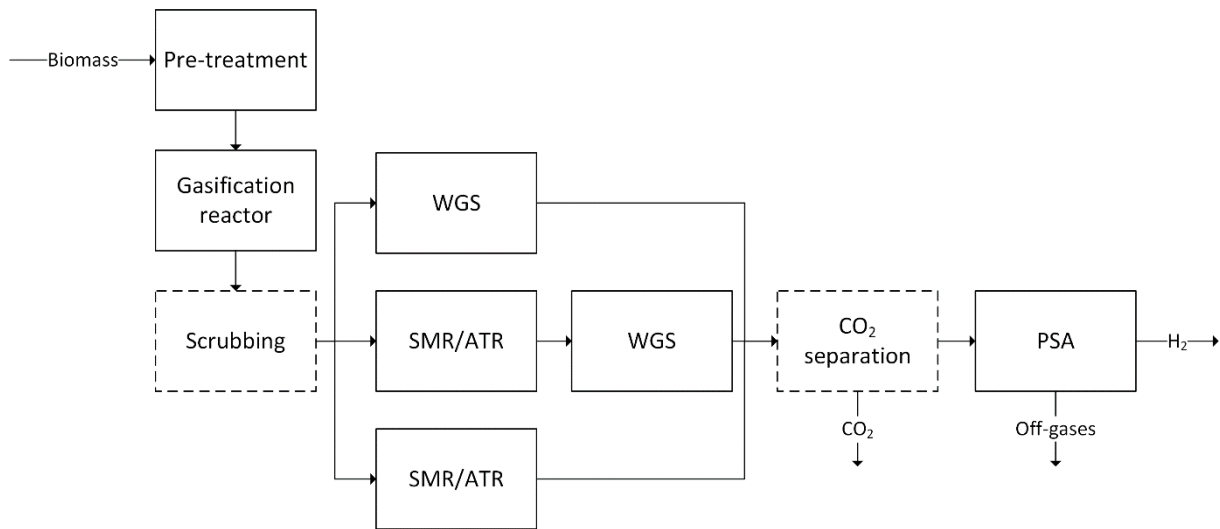 Biomass
Pre-treatment
Gasification
reactor
Scrubbing
WGS
SMR/ATR
WGS
SMR/ATR
CO₂
separation
CO₂
PSA
Off-gases
H₂